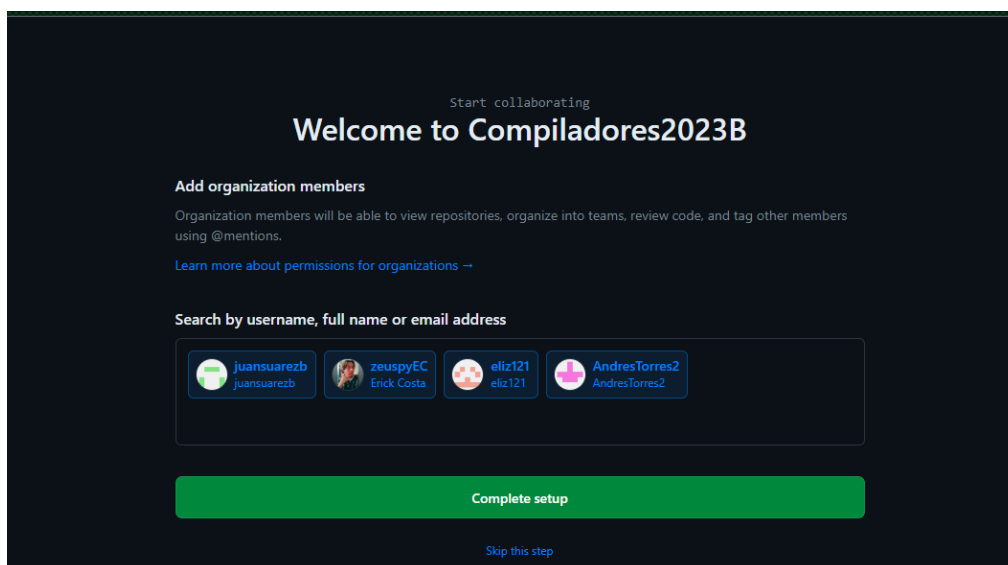 Start collaborating
Welcome to Compiladores2023B
Add organization members
Organization members will be able to view repositories, organize into teams, review code, and tag other members
using @mentions.
Learn more about permissions for organizations →
Search by username, full name or email address
juansuarezb zeuspyEC eliz121 AndresTorres2
juansuarezb Erick Costa eliz121 AndresTorres2
Complete setup
Skip this step